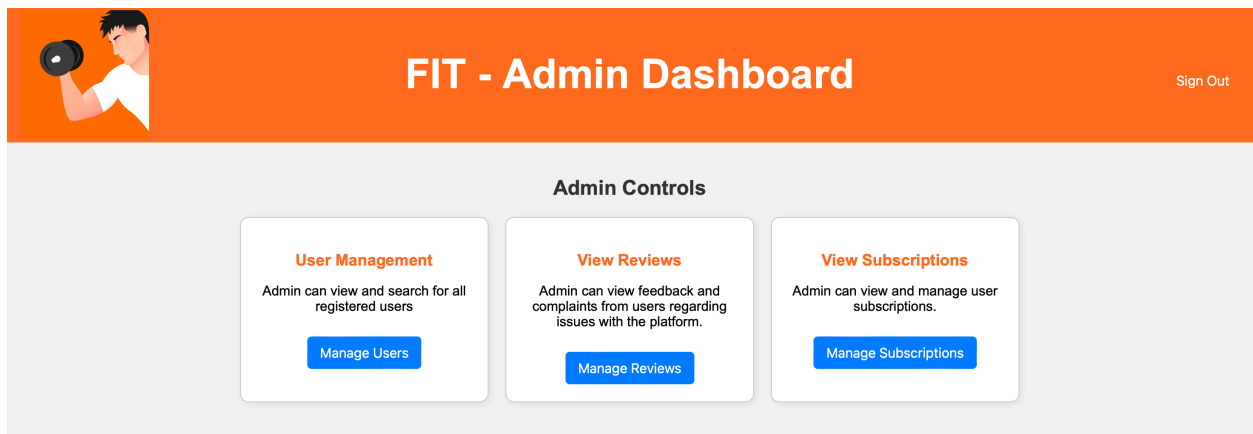 FIT - Admin Dashboard
Sign Out
Admin Controls
User Management
Admin can view and search for all
registered users
Manage Users
View Reviews
Admin can view feedback and
complaints from users regarding
issues with the platform.
Manage Reviews
View Subscriptions
Admin can view and manage user
subscriptions.
Manage Subscriptions